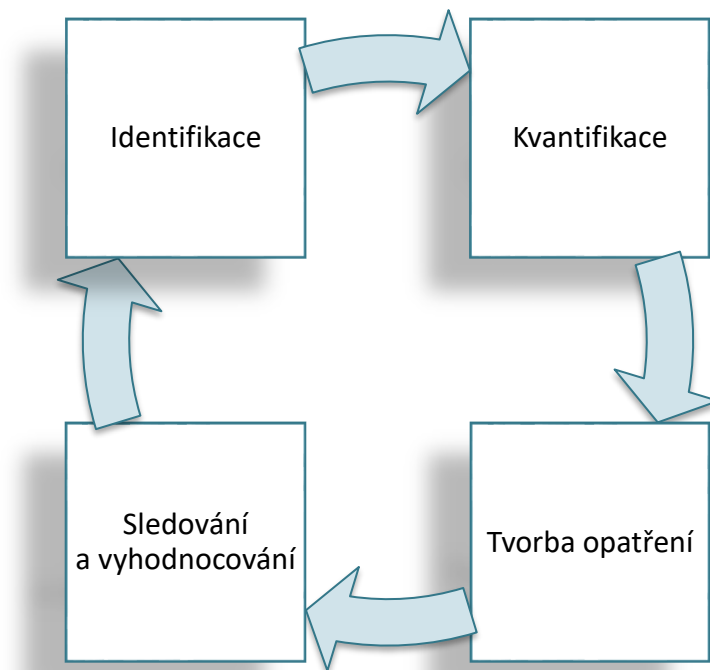 Identifikace
Kvantifikace
Sledování
a vyhodnocování
Tvorba opatření